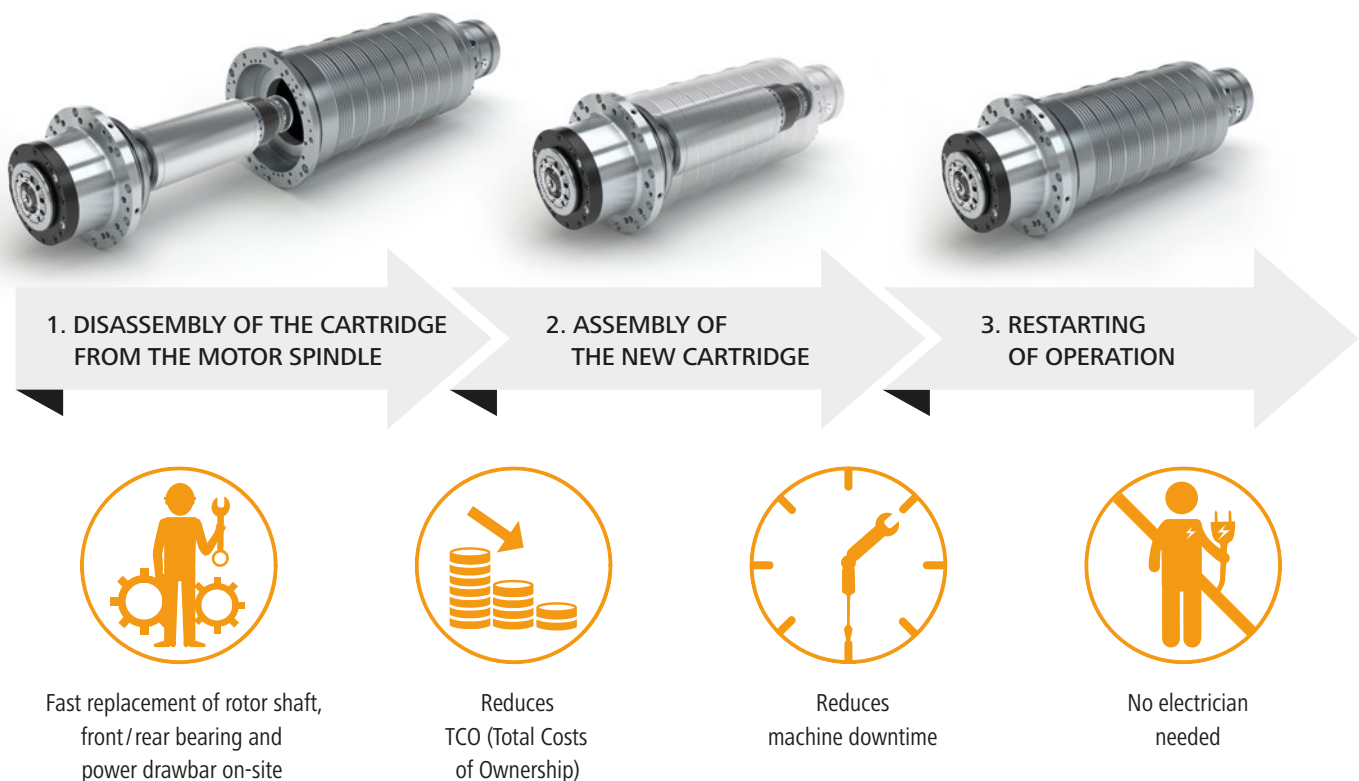 1. DISASSEMBLY OF THE CARTRIDGE
FROM THE MOTOR SPINDLE
2. ASSEMBLY OF
THE NEW CARTRIDGE
3. RESTARTING
OF OPERATION
Fast replacement of rotor shaft,
front/rear bearing and
power drawbar on-site
Reduces
TCO (Total Costs
of Ownership)
Reduces
machine downtime
No electrician
needed